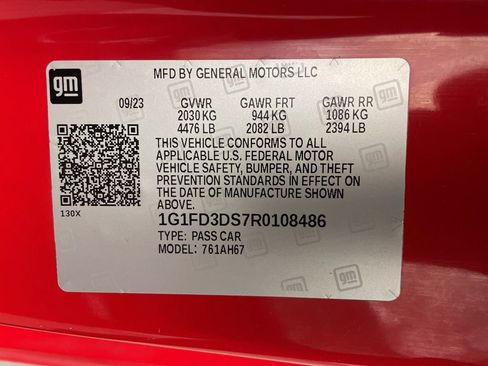 gm
MFD BY GENERAL MOTORS LLC
09/23 GVWR GAWR FRT GAWR RR
2030 KG 944 KG 1086 KG
4476 LB 2082 LB 2394 LB
THIS VEHICLE CONFORMS TO ALL
APPLICABLE U.S. FEDERAL MOTOR
VEHICLE SAFETY, BUMPER, AND THEFT
PREVENTION STANDARDS IN EFFECT ON
THE DATE OF MANUFACTURE SHOWN
ABOVE.
130X
1G1FD3DS7R0108486
TYPE: PASS CAR
MODEL: 761AH67